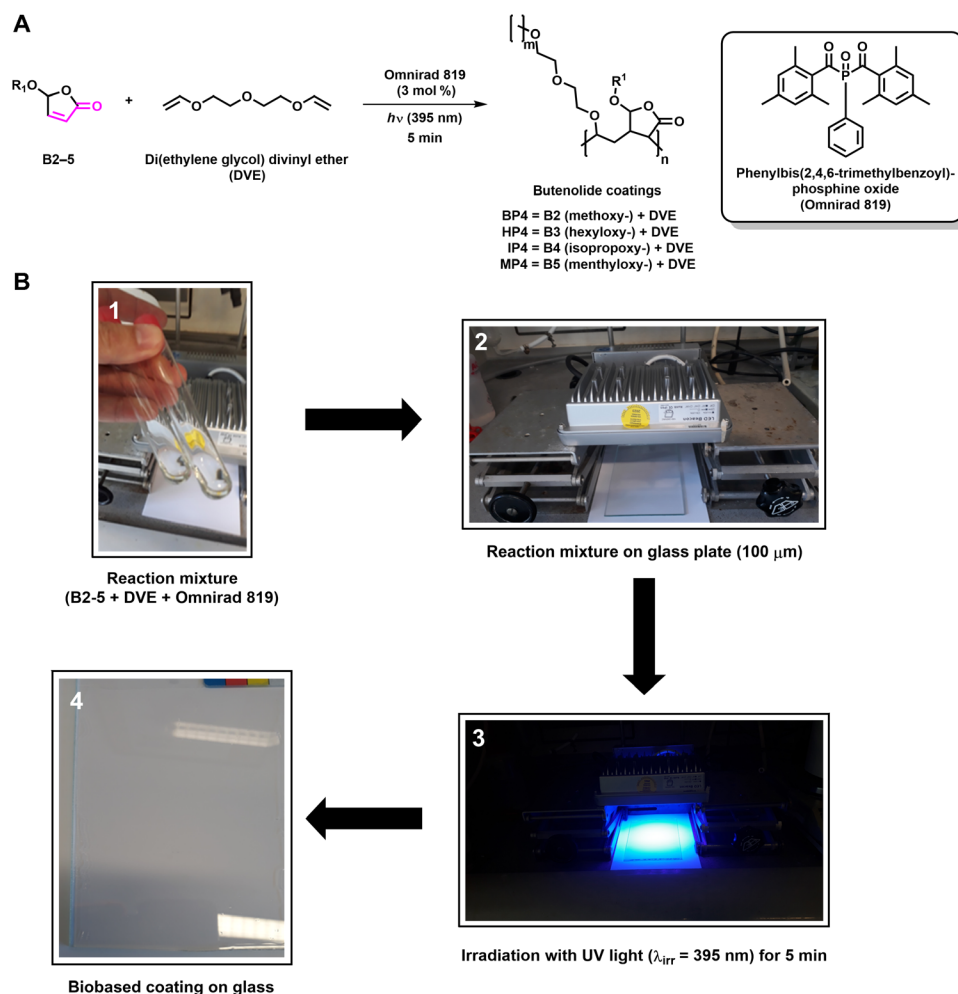 A
R₁
O
O
O
+
O
O
O
Omnirad 819
(3 mol %)
hν (395 nm)
5 min
[ ]m
O
O
O
R¹
O
O
O
n
O
O
O
P
B2–5
Di(ethylene glycol) divinyl ether
(DVE)
Butenolide coatings
BP4 = B2 (methoxy-) + DVE
HP4 = B3 (hexyloxy-) + DVE
IP4 = B4 (isopropoxy-) + DVE
MP4 = B5 (menthyloxy-) + DVE
Phenylbis(2,4,6-trimethylbenzoyl)-
phosphine oxide
(Omnirad 819)
B
1
Reaction mixture
(B2-5 + DVE + Omnirad 819)
2
LED Beacon
Reaction mixture on glass plate (100 μm)
3
Irradiation with UV light (λirr = 395 nm) for 5 min
4
Biobased coating on glass